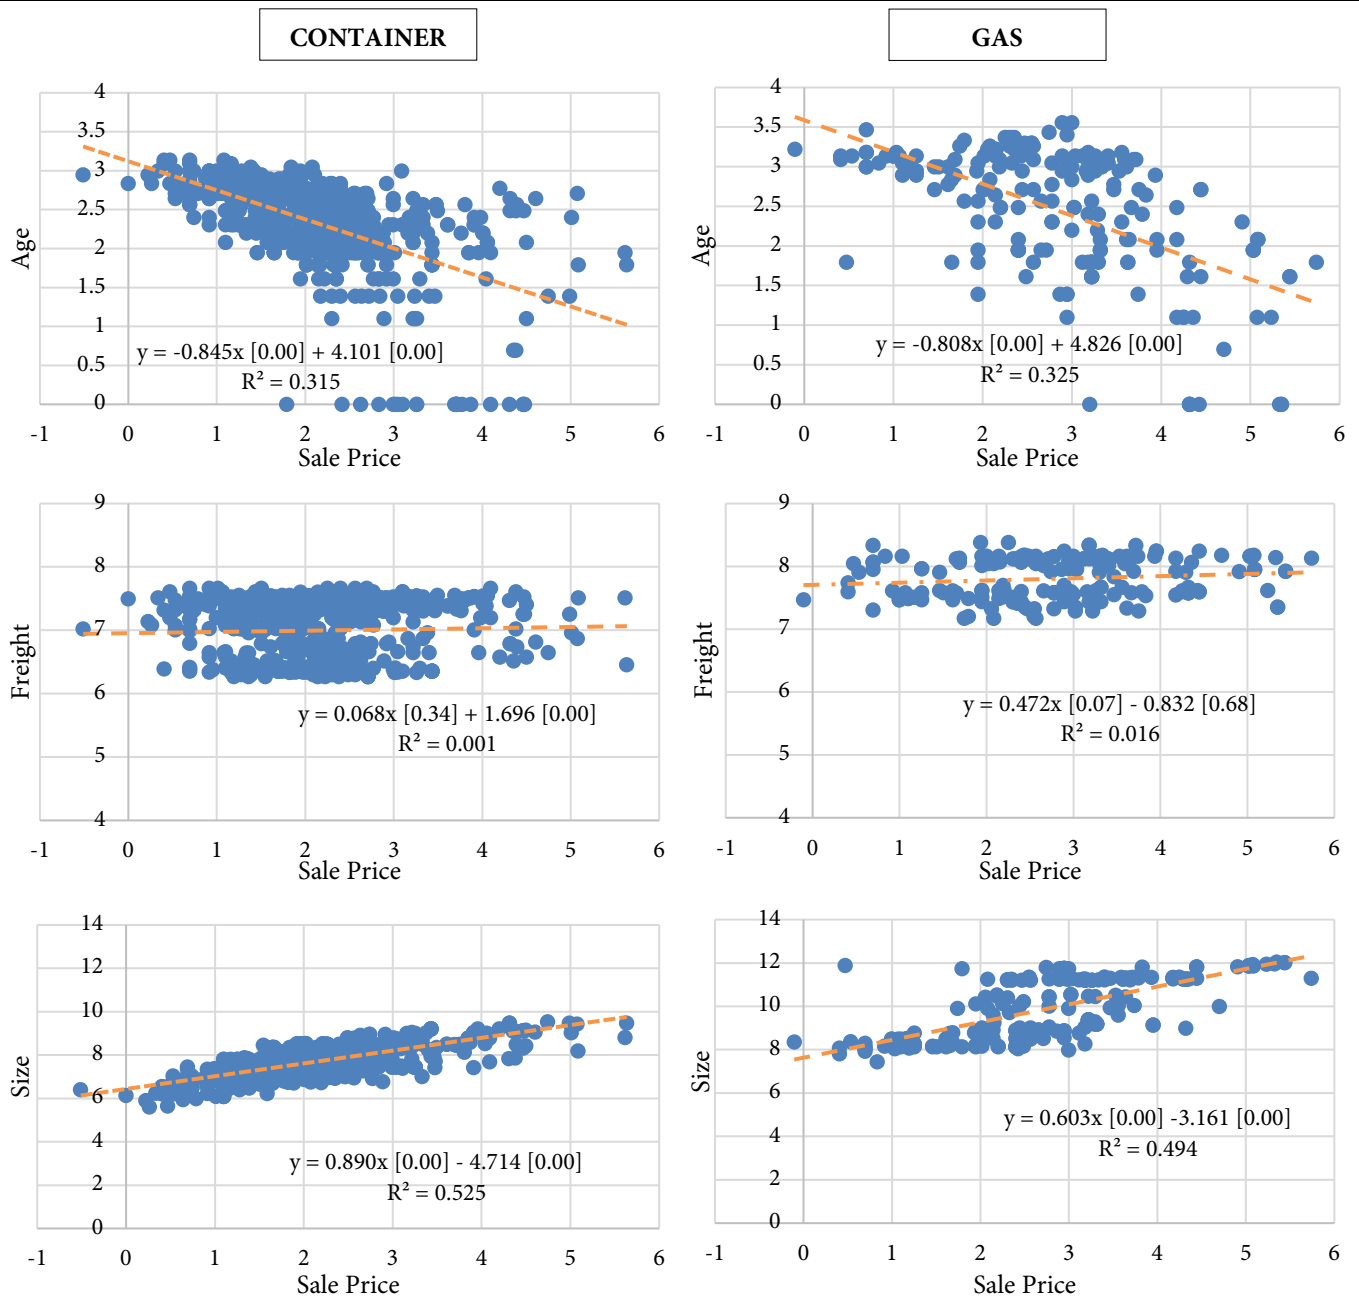 CONTAINER
GAS
4
3.5
3
2.5
2
1.5
1
0.5
0
Age
y = -0.845x [0.00] + 4.101 [0.00]
R² = 0.315
-1 0 1 2 3 4 5 6
Sale Price
4
3.5
3
2.5
2
1.5
1
0.5
0
Age
y = -0.808x [0.00] + 4.826 [0.00]
R² = 0.325
-1 0 1 2 3 4 5 6
Sale Price
9
8
7
6
5
4
Freight
y = 0.068x [0.34] + 1.696 [0.00]
R² = 0.001
-1 0 1 2 3 4 5 6
Sale Price
9
8
7
6
5
4
Freight
y = 0.472x [0.07] - 0.832 [0.68]
R² = 0.016
-1 0 1 2 3 4 5 6
Sale Price
14
12
10
8
6
4
2
0
Size
y = 0.890x [0.00] - 4.714 [0.00]
R² = 0.525
-1 0 1 2 3 4 5 6
Sale Price
14
12
10
8
6
4
2
0
Size
y = 0.603x [0.00] -3.161 [0.00]
R² = 0.494
-1 0 1 2 3 4 5 6
Sale Price